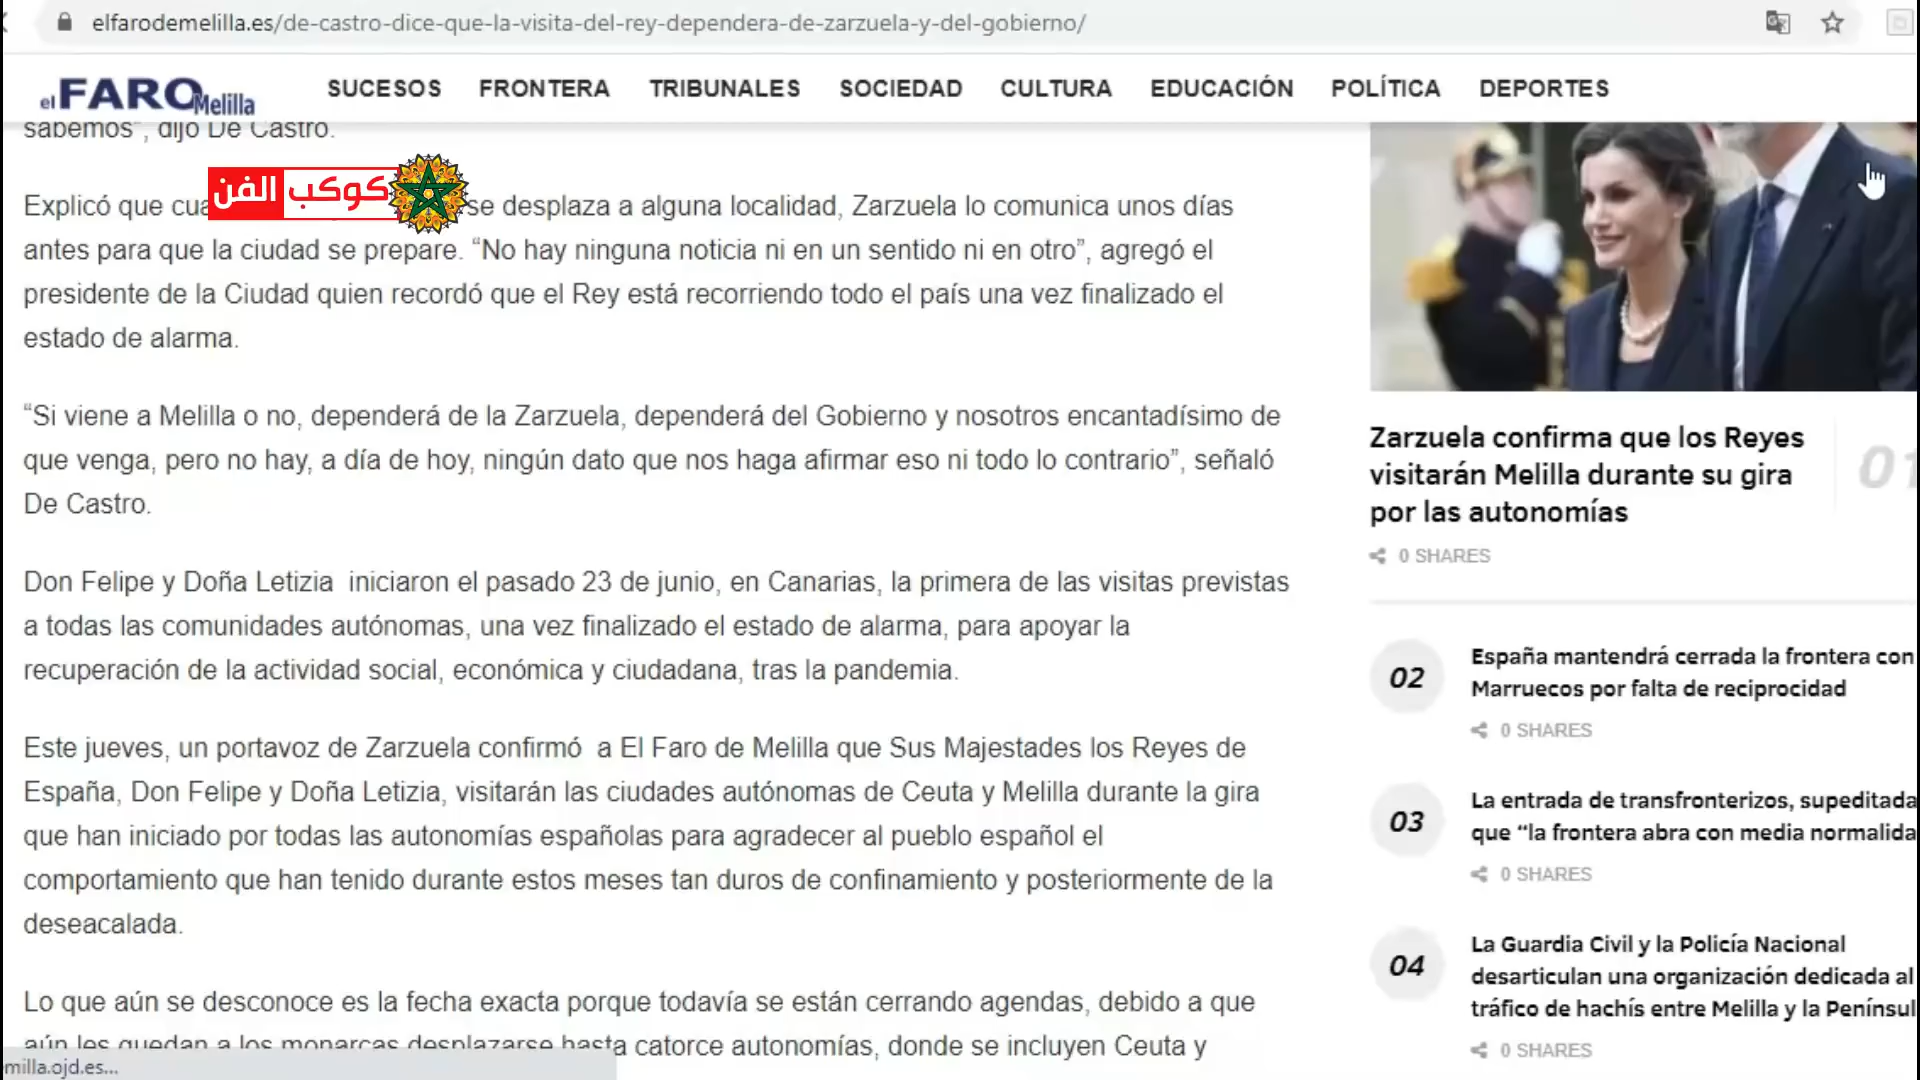 elfarodemelilla.es/de-castro-dice-que-la-visita-del-rey-dependera-de-zarzuela-y-del-gobierno/
el FARO Melilla
SUCESOS FRONTERA TRIBUNALES SOCIEDAD CULTURA EDUCACIÓN POLÍTICA DEPORTES
sabemos”, dijo De Castro.
كوكب الفن
Explicó que se desplaza a alguna localidad, Zarzuela lo comunica unos días
antes para que la ciudad se prepare. “No hay ninguna noticia ni en un sentido ni en otro”, agregó el
presidente de la Ciudad quien recordó que el Rey está recorriendo todo el país una vez finalizado el
estado de alarma.
“Si viene a Melilla o no, dependerá de la Zarzuela, dependerá del Gobierno y nosotros encantadísimo de
que venga, pero no hay, a día de hoy, ningún dato que nos haga afirmar eso ni todo lo contrario”, señaló
De Castro.
Don Felipe y Doña Letizia iniciaron el pasado 23 de junio, en Canarias, la primera de las visitas previstas
a todas las comunidades autónomas, una vez finalizado el estado de alarma, para apoyar la
recuperación de la actividad social, económica y ciudadana, tras la pandemia.
Este jueves, un portavoz de Zarzuela confirmó a El Faro de Melilla que Sus Majestades los Reyes de
España, Don Felipe y Doña Letizia, visitarán las ciudades autónomas de Ceuta y Melilla durante la gira
que han iniciado por todas las autonomías españolas para agradecer al pueblo español el
comportamiento que han tenido durante estos meses tan duros de confinamiento y posteriormente de la
deseacalada.
Lo que aún se desconoce es la fecha exacta porque todavía se están cerrando agendas, debido a que
aún les quedan a los monarcas desplazarse hasta catorce autonomías, donde se incluyen Ceuta y
milla.ojd.es...
Zarzuela confirma que los Reyes
visitarán Melilla durante su gira
por las autonomías
01
0 SHARES
02
España mantendrá cerrada la frontera con
Marruecos por falta de reciprocidad
0 SHARES
03
La entrada de transfronterizos, supeditada
que “la frontera abra con media normalida
0 SHARES
04
La Guardia Civil y la Policía Nacional
desarticulan una organización dedicada al
tráfico de hachís entre Melilla y la Penínsul
0 SHARES